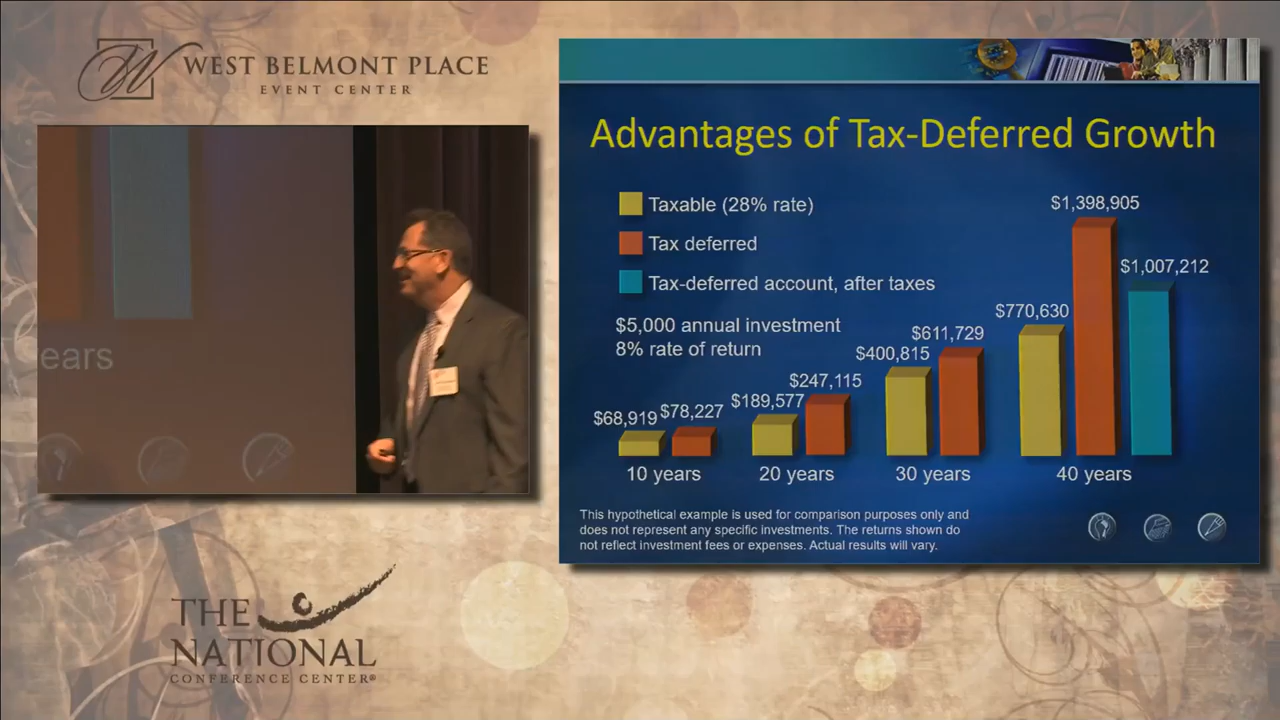 WEST BELMONT PLACE
EVENT CENTER
ears
THE
NATIONAL
CONFERENCE CENTER®
Advantages of Tax-Deferred Growth
Taxable (28% rate)
Tax deferred
Tax-deferred account, after taxes
$5,000 annual investment
8% rate of return
$68,919
$78,227
$189,577
$247,115
$400,815
$611,729
$770,630
$1,398,905
$1,007,212
10 years
20 years
30 years
40 years
This hypothetical example is used for comparison purposes only and
does not represent any specific investments. The returns shown do
not reflect investment fees or expenses. Actual results will vary.